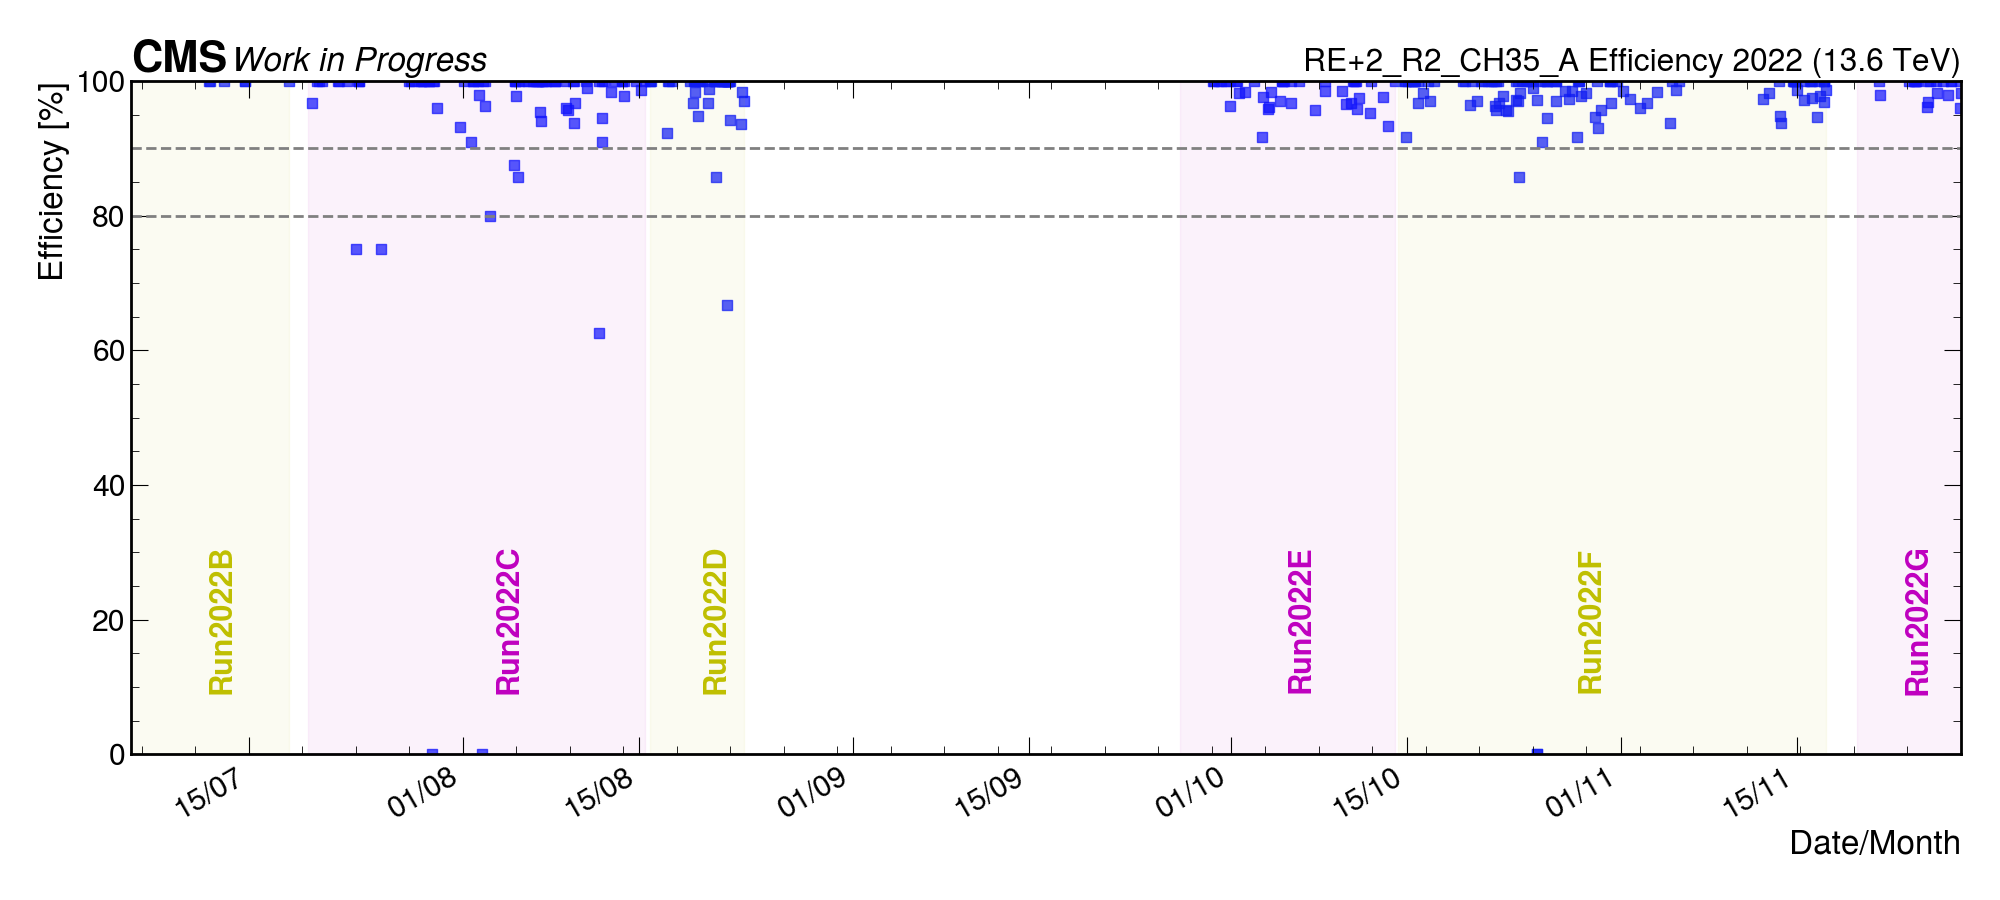 CMS Work in Progress
RE+2_R2_CH35_A Efficiency 2022 (13.6 TeV)
Efficiency [%]
100
80
60
40
20
0
Run2022B
Run2022C
Run2022D
Run2022E
Run2022F
Run2022G
15/07
01/08
15/08
01/09
15/09
01/10
15/10
01/11
15/11
Date/Month